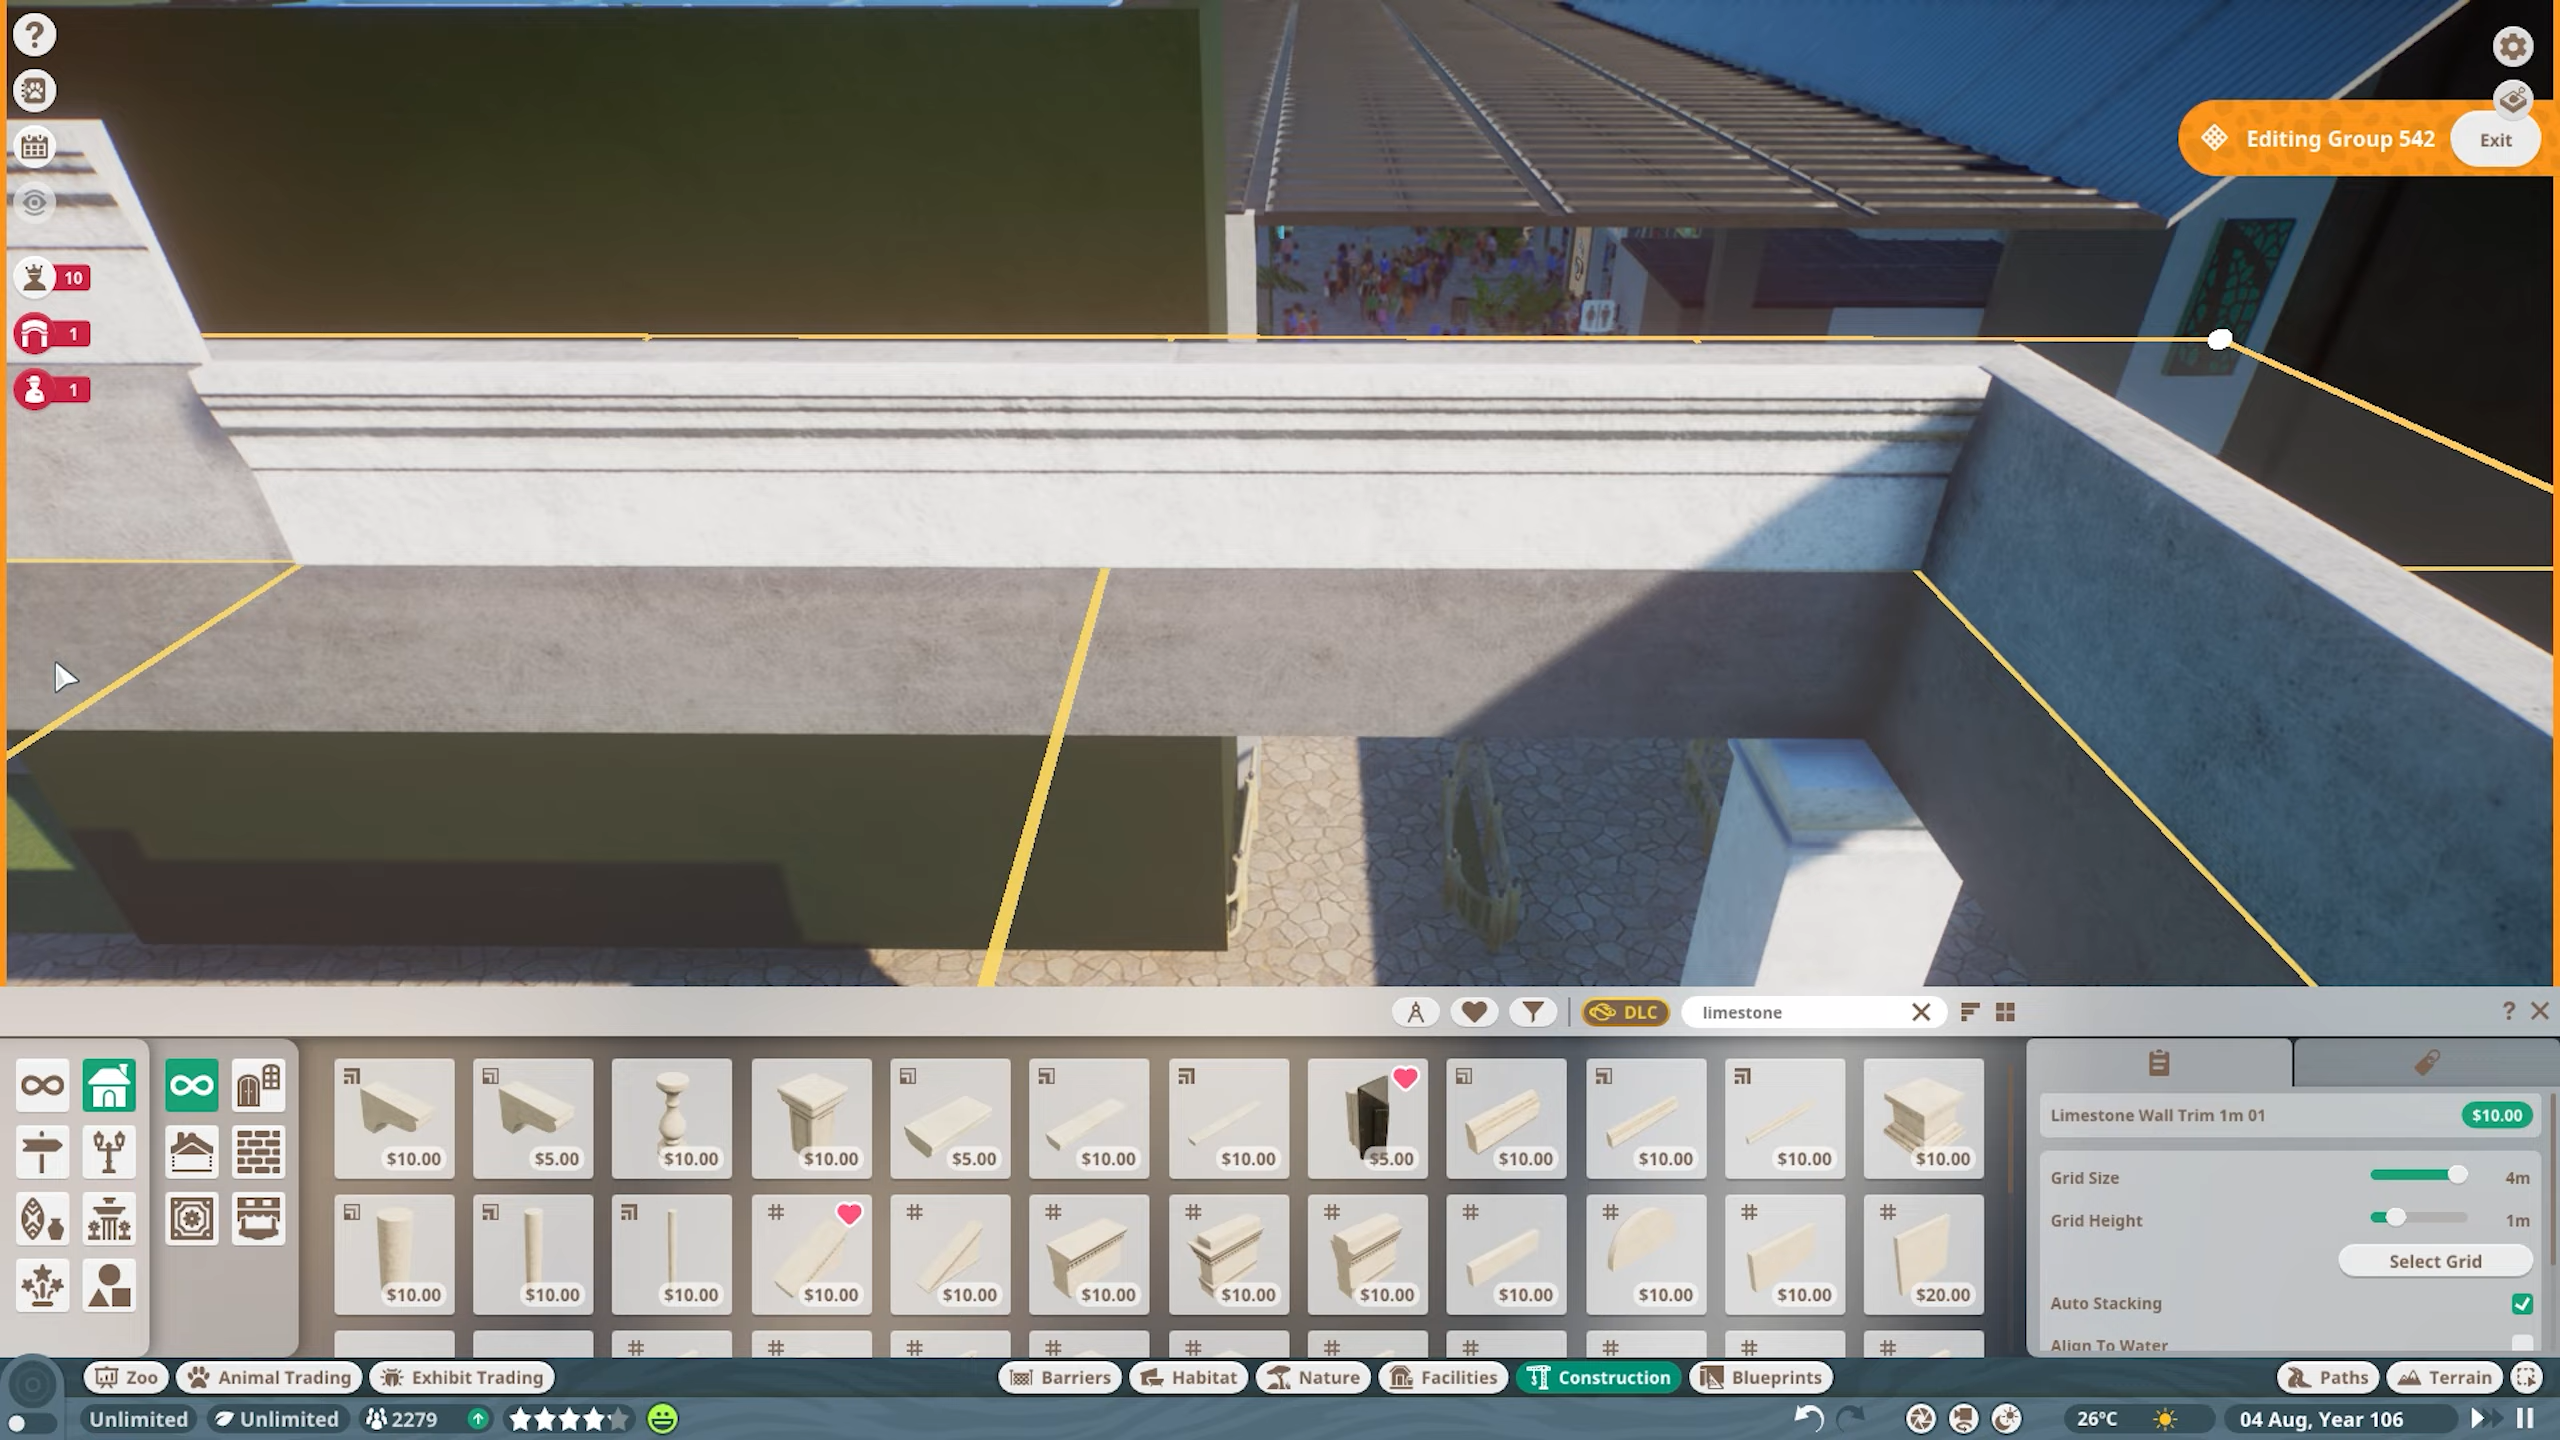 ?
Editing Group 542
Exit
10
1
1
DLC
limestone
?
$10.00 $5.00 $10.00 $10.00 $5.00 $10.00 $10.00 $5.00 $10.00 $10.00 $10.00 $10.00
$10.00 $10.00 $10.00 $10.00 $10.00 $10.00 $10.00 $10.00 $10.00 $10.00 $10.00 $20.00
Limestone Wall Trim 1m 01
$10.00
Grid Size 4m
Grid Height 1m
Select Grid
Auto Stacking
Align To Water
Zoo Animal Trading Exhibit Trading Barriers Habitat Nature Facilities Construction Blueprints Paths Terrain
Unlimited Unlimited 2279 26°C 04 Aug, Year 106